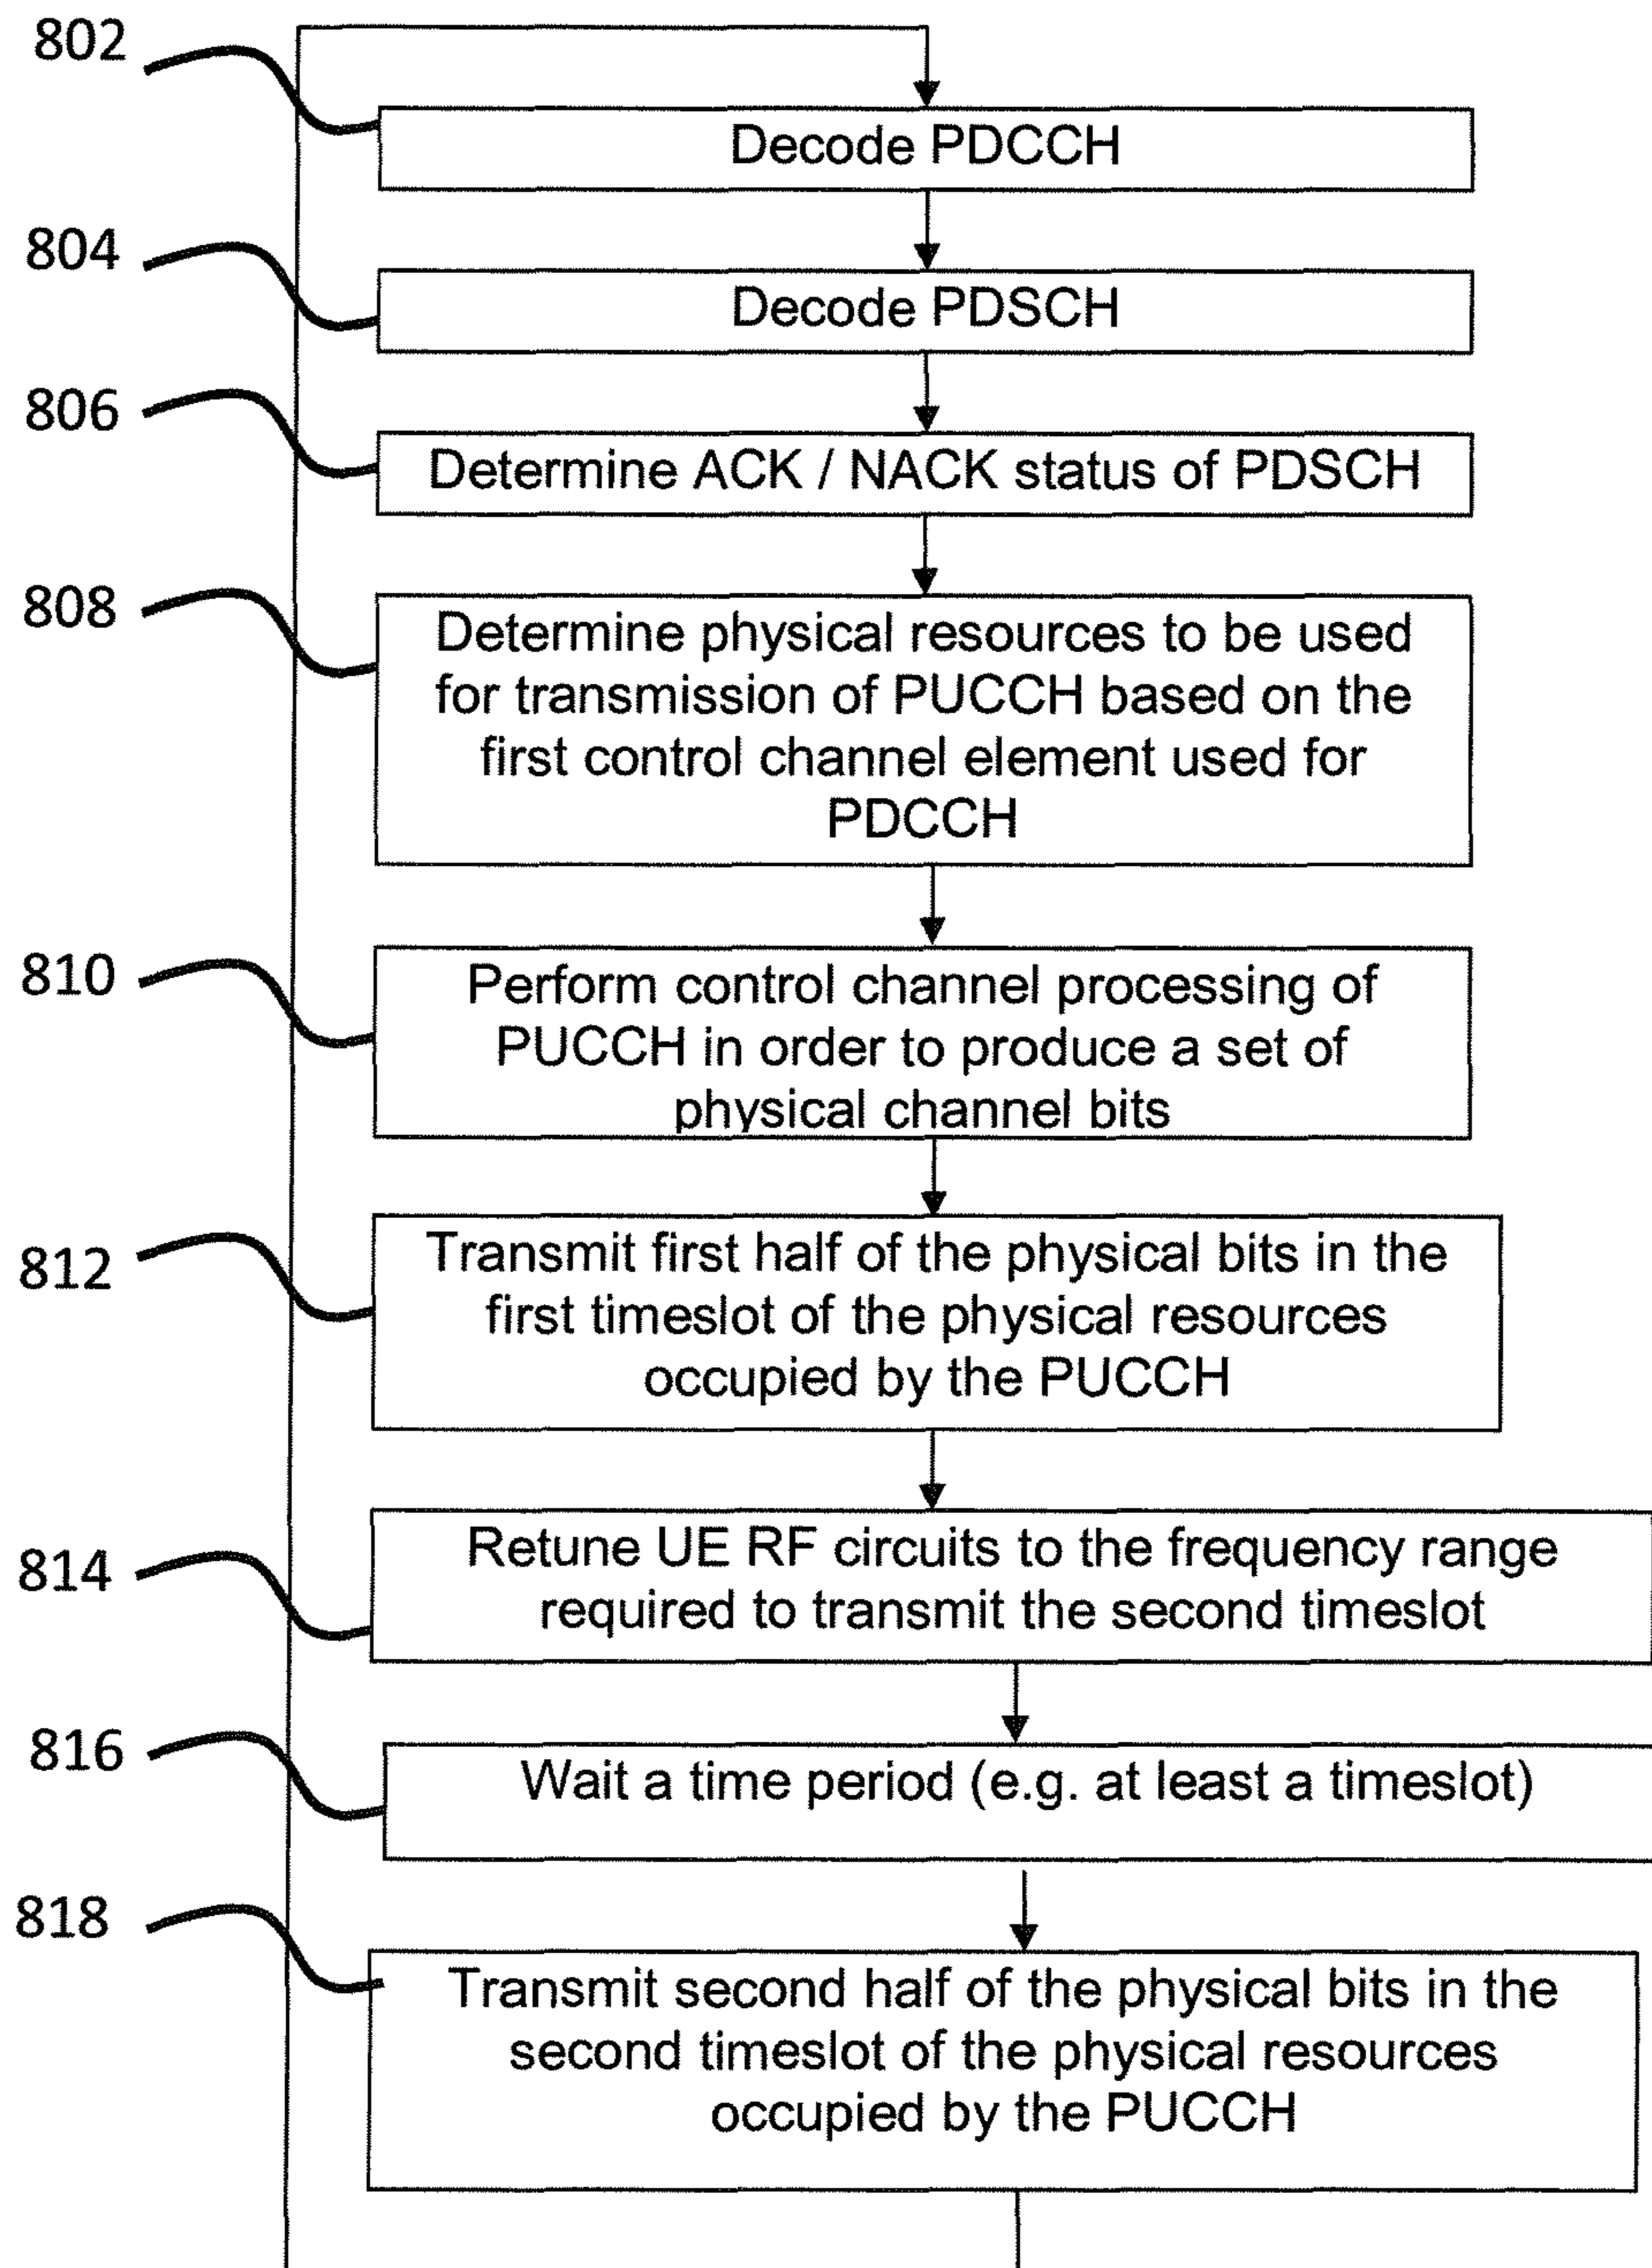 802
Decode PDCCH
804
Decode PDSCH
806
Determine ACK / NACK status of PDSCH
808
Determine physical resources to be used
for transmission of PUCCH based on the
first control channel element used for
PDCCH
810
Perform control channel processing of
PUCCH in order to produce a set of
physical channel bits
812
Transmit first half of the physical bits in the
first timeslot of the physical resources
occupied by the PUCCH
814
Retune UE RF circuits to the frequency range
required to transmit the second timeslot
816
Wait a time period (e.g. at least a timeslot)
818
Transmit second half of the physical bits in the
second timeslot of the physical resources
occupied by the PUCCH